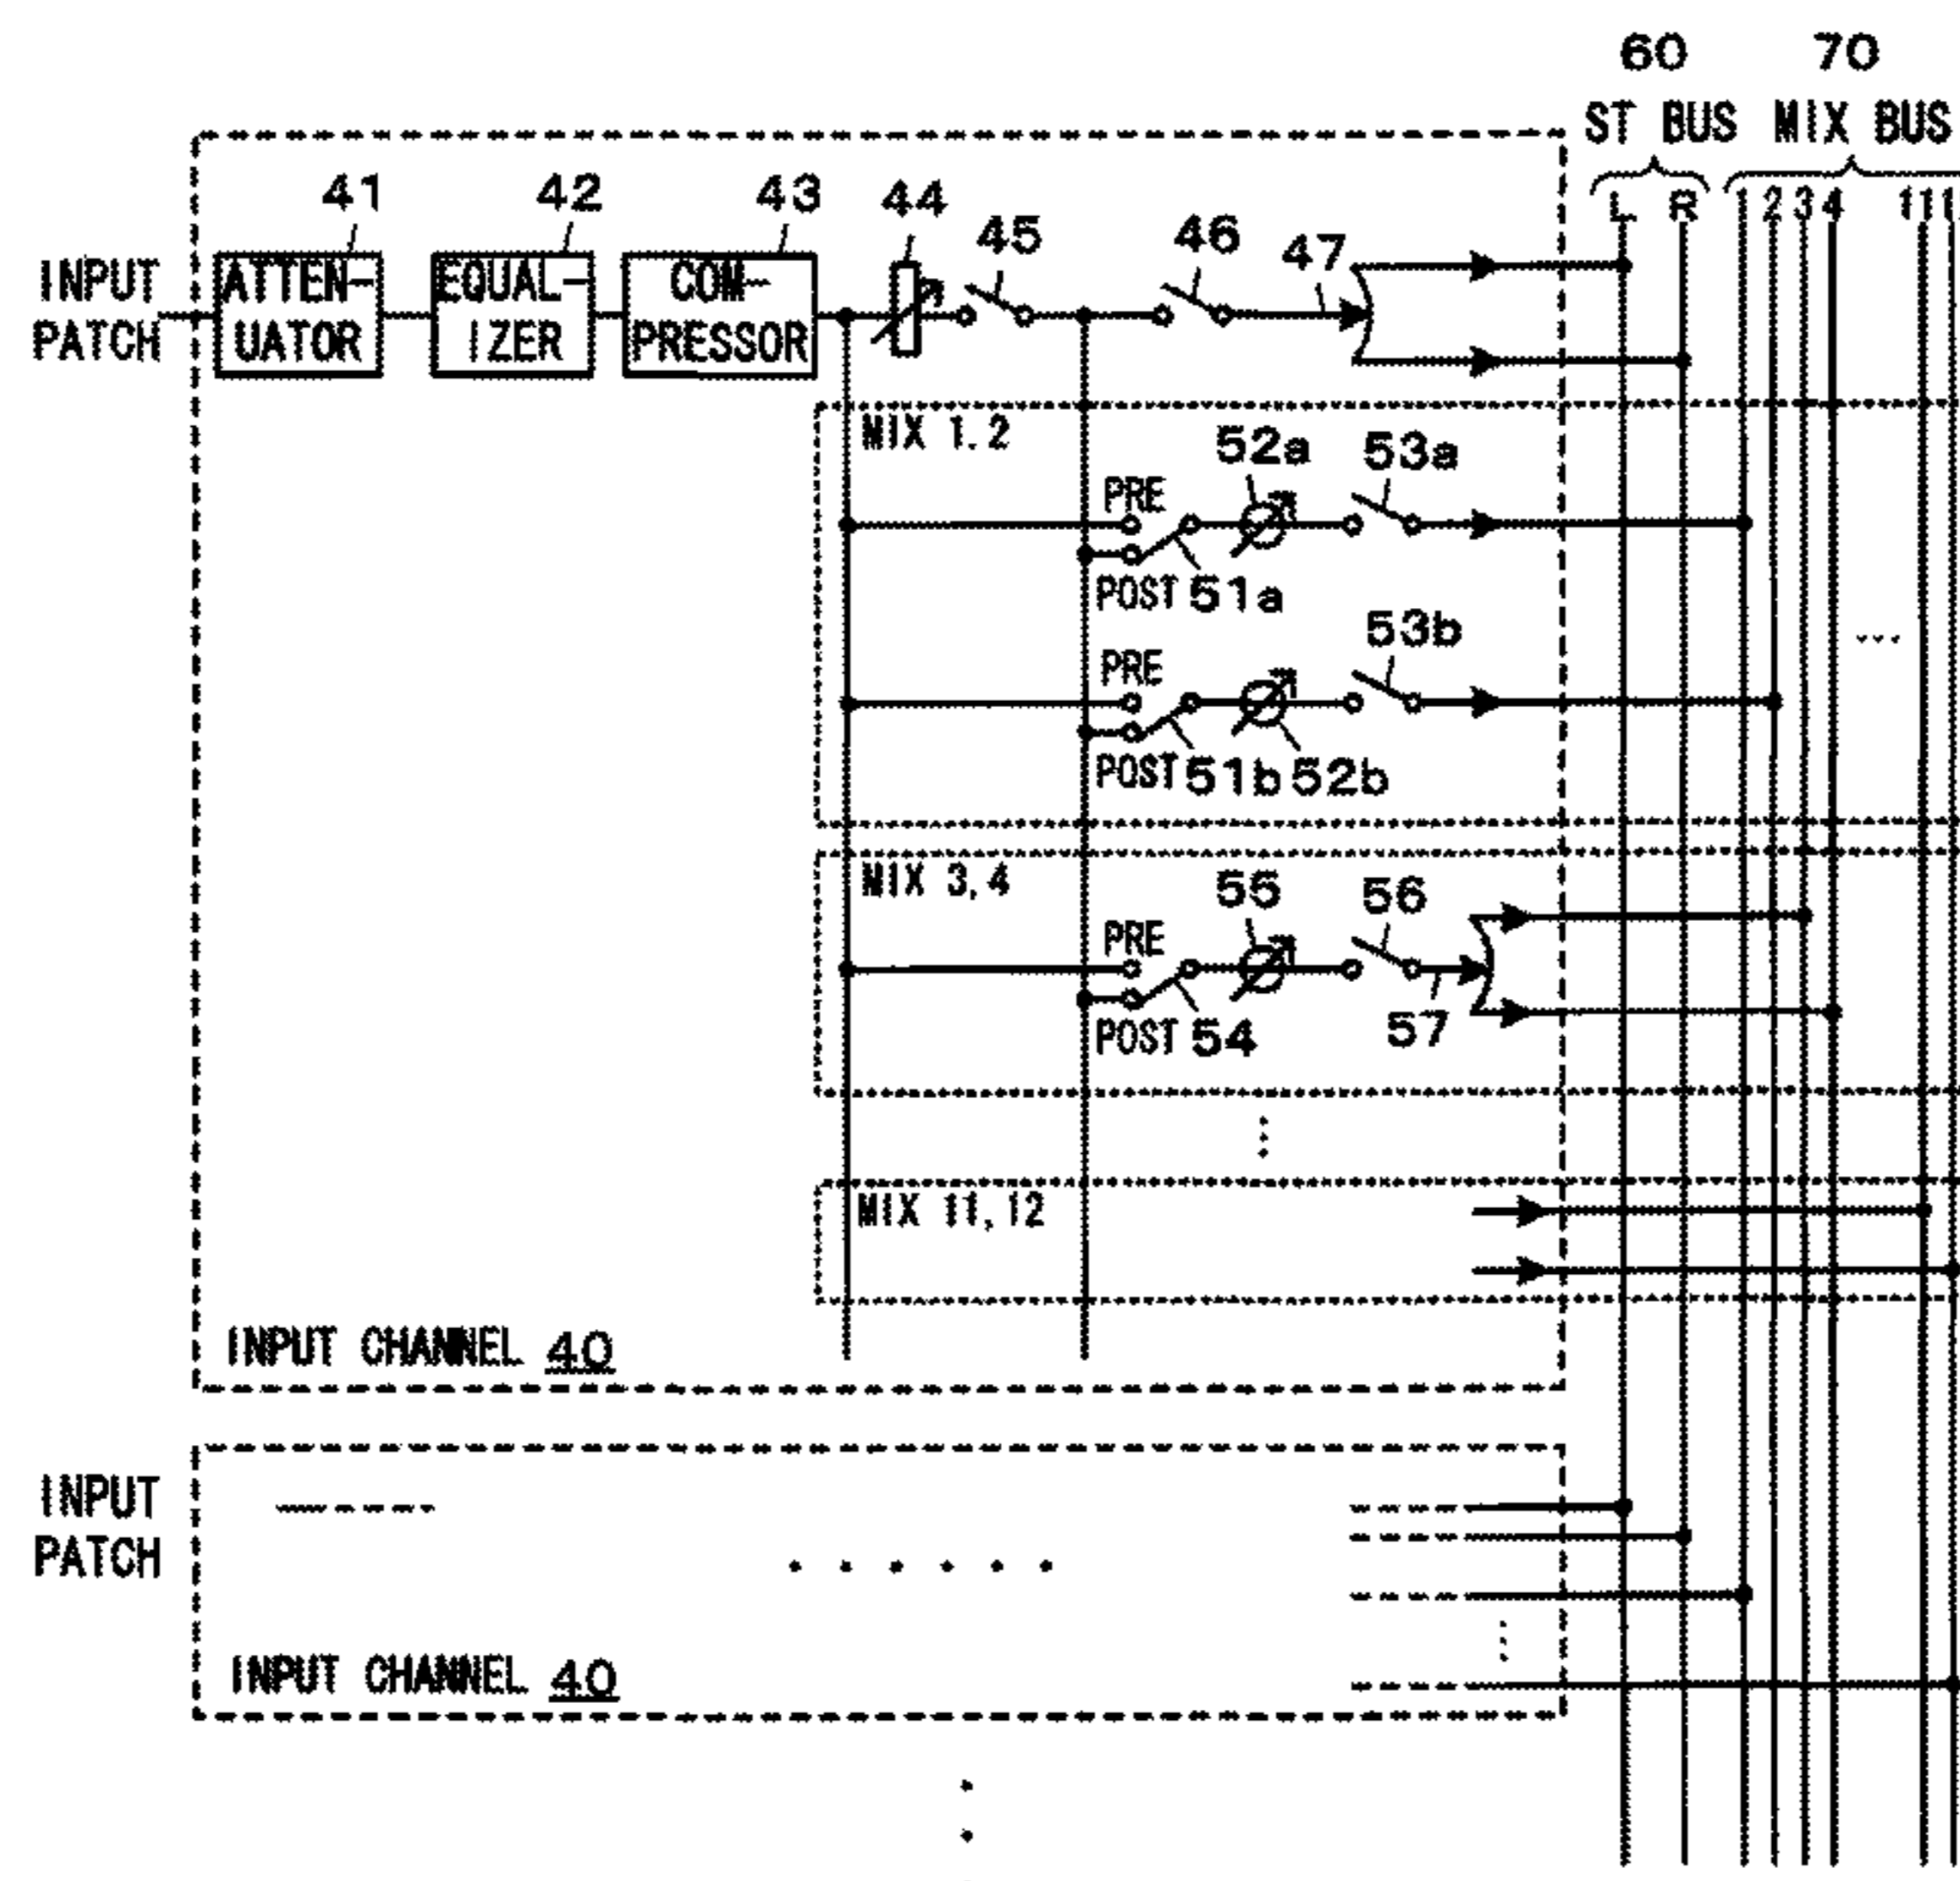 60 70
ST BUS MIX BUS
L R 1 2 3 4 11
41 42 43 44 45 46 47
INPUT
PATCH
ATTEN-
UATOR
EQUAL-
IZER
COM-
PRESSOR
MIX 1,2
PRE 52a 53a
POST 51a
53b
PRE
POST 51b 52b
...
MIX 3,4
55 56
PRE
POST 54 57
MIX 11,12
INPUT CHANNEL 40
INPUT
PATCH
INPUT CHANNEL 40